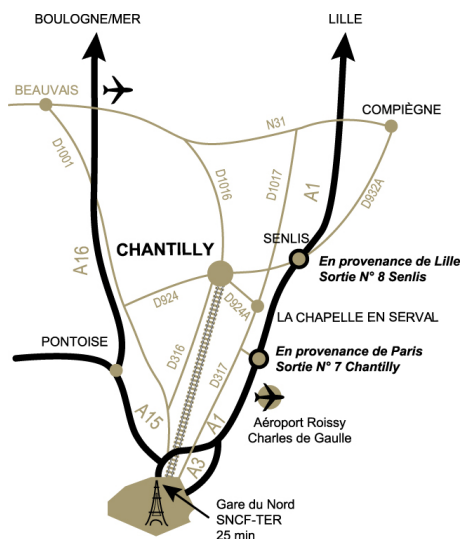 BOULOGNE/MER
LILLE
BEAUVAIS
COMPIÈGNE
N31
D1001
D1016
D1017
A1
D932A
A16
SENLIS
CHANTILLY
En provenance de Lille
Sortie N° 8 Senlis
D924
D924A
LA CHAPELLE EN SERVAL
PONTOISE
D316
D317
En provenance de Paris
Sortie N° 7 Chantilly
A15
A1
Aéroport Roissy
Charles de Gaulle
A3
Gare du Nord
SNCF-TER
25 min